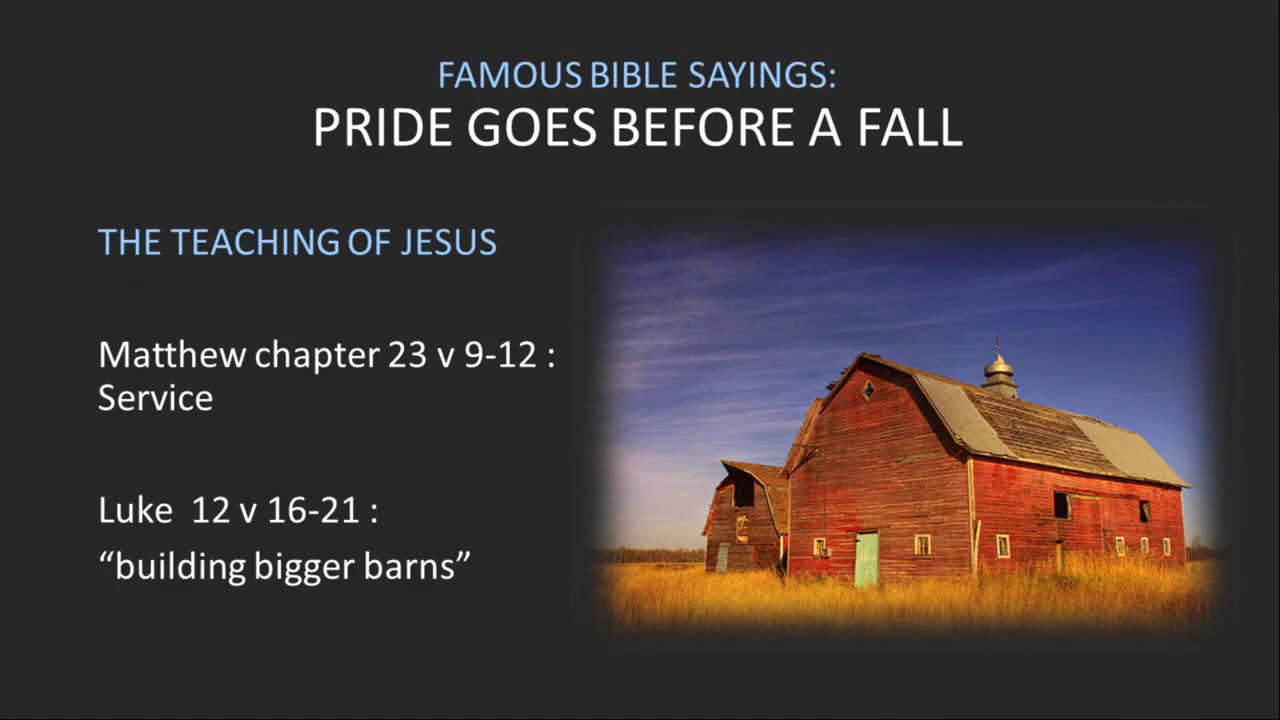 FAMOUS BIBLE SAYINGS:
PRIDE GOES BEFORE A FALL
THE TEACHING OF JESUS
Matthew chapter 23 v 9-12 :
Service
Luke  12 v 16-21 :
“building bigger barns”